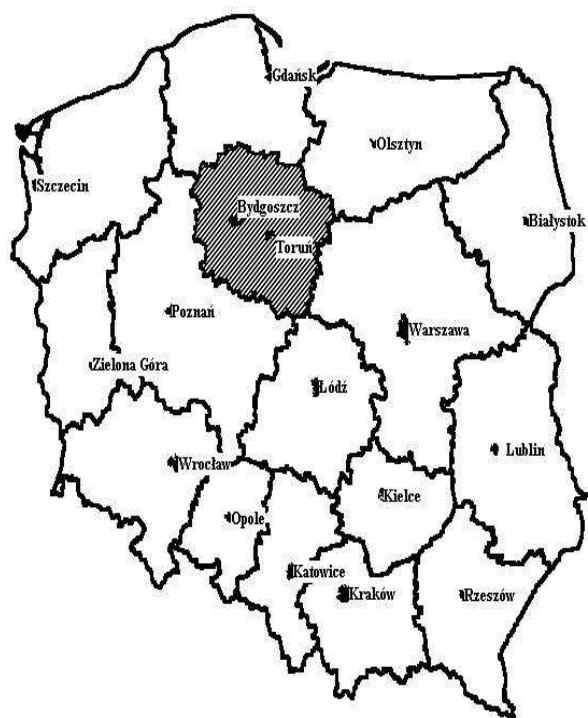 Gdańsk
Olsztyn
Szczecin
Bydgoszcz
Białystok
Toruń
Poznań
Warszawa
Zielona Góra
Łódź
Lublin
Wrocław
Kielce
Opole
Katowice
Kraków
Rzeszów